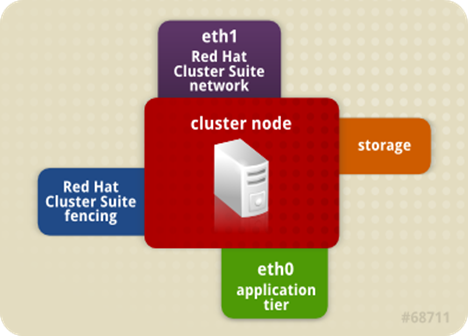 eth1
Red Hat
Cluster Suite
network
cluster node
storage
Red Hat
Cluster Suite
fencing
eth0
application
tier
#68711